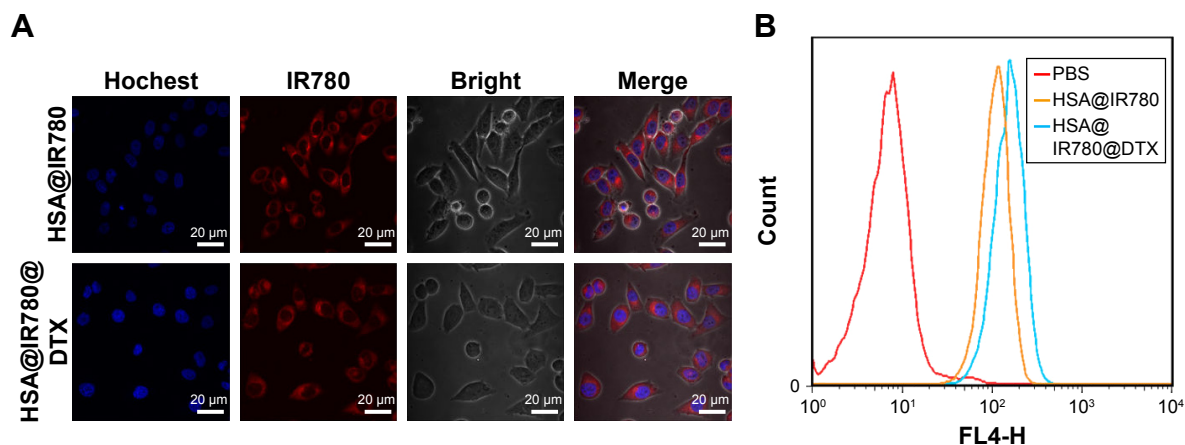 A
Hochest IR780 Bright Merge
HSA@IR780
20 µm 20 µm 20 µm 20 µm
HSA@IR780@
DTX
20 µm 20 µm 20 µm 20 µm
B
Count
0
PBS
HSA@IR780
HSA@
IR780@DTX
10⁰ 10¹ 10² 10³ 10⁴
FL4-H